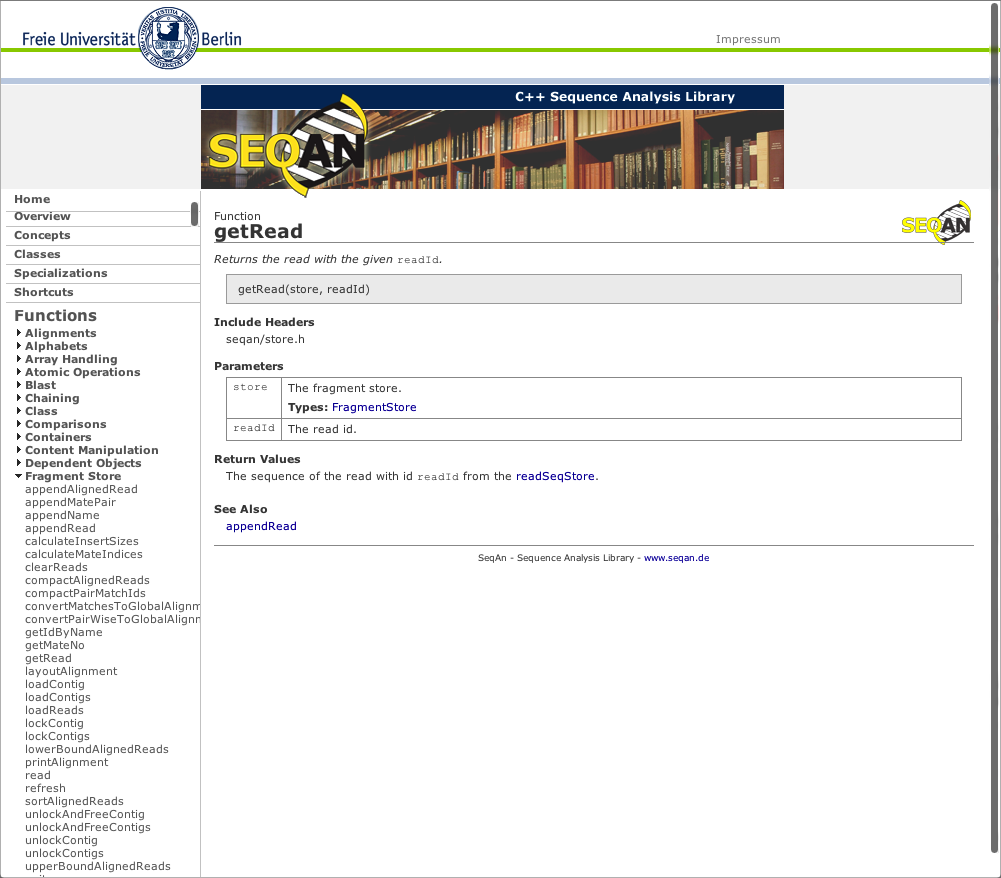 Freie Universität Berlin
Impressum
C++ Sequence Analysis Library
SEQAN
Home
Overview
Concepts
Classes
Specializations
Shortcuts
Functions
Alignments
Alphabets
Array Handling
Atomic Operations
Blast
Chaining
Class
Comparisons
Containers
Content Manipulation
Dependent Objects
Fragment Store
appendAlignedRead
appendMatePair
appendName
appendRead
calculateInsertSizes
calculateMateIndices
clearReads
compactAlignedReads
compactPairMatchIds
convertMatchesToGlobalAlignm
convertPairWiseToGlobalAlignm
getIdByName
getMateNo
getRead
layoutAlignment
loadContig
loadContigs
loadReads
lockContig
lockContigs
lowerBoundAlignedReads
printAlignment
read
refresh
sortAlignedReads
unlockAndFreeContig
unlockAndFreeContigs
unlockContig
unlockContigs
upperBoundAlignedReads
Function
getRead
SEQAN
Returns the read with the given readId.
getRead(store, readId)
Include Headers
seqan/store.h
Parameters
store The fragment store.
Types: FragmentStore
readId The read id.
Return Values
The sequence of the read with id readId from the readSeqStore.
See Also
appendRead
SeqAn - Sequence Analysis Library - www.seqan.de